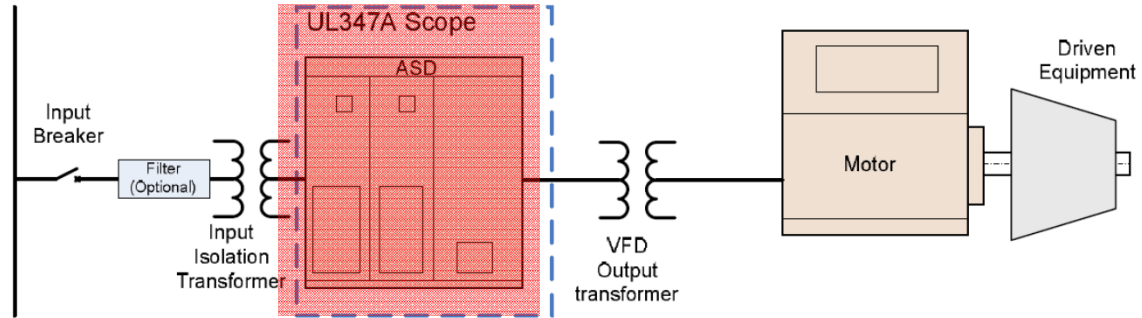 UL347A Scope
ASD
Driven
Equipment
Input
Breaker
Filter
(Optional)
Motor
Input
Isolation
Transformer
VFD
Output
transformer